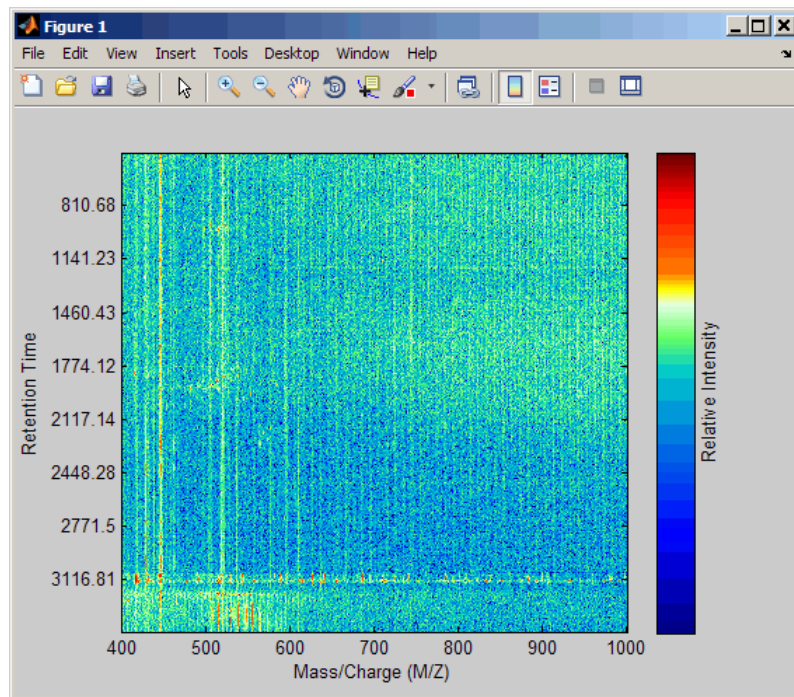 Figure 1
File Edit View Insert Tools Desktop Window Help
810.68
1141.23
1460.43
1774.12
2117.14
2448.28
2771.5
3116.81
Retention Time
400 500 600 700 800 900 1000
Mass/Charge (M/Z)
Relative Intensity